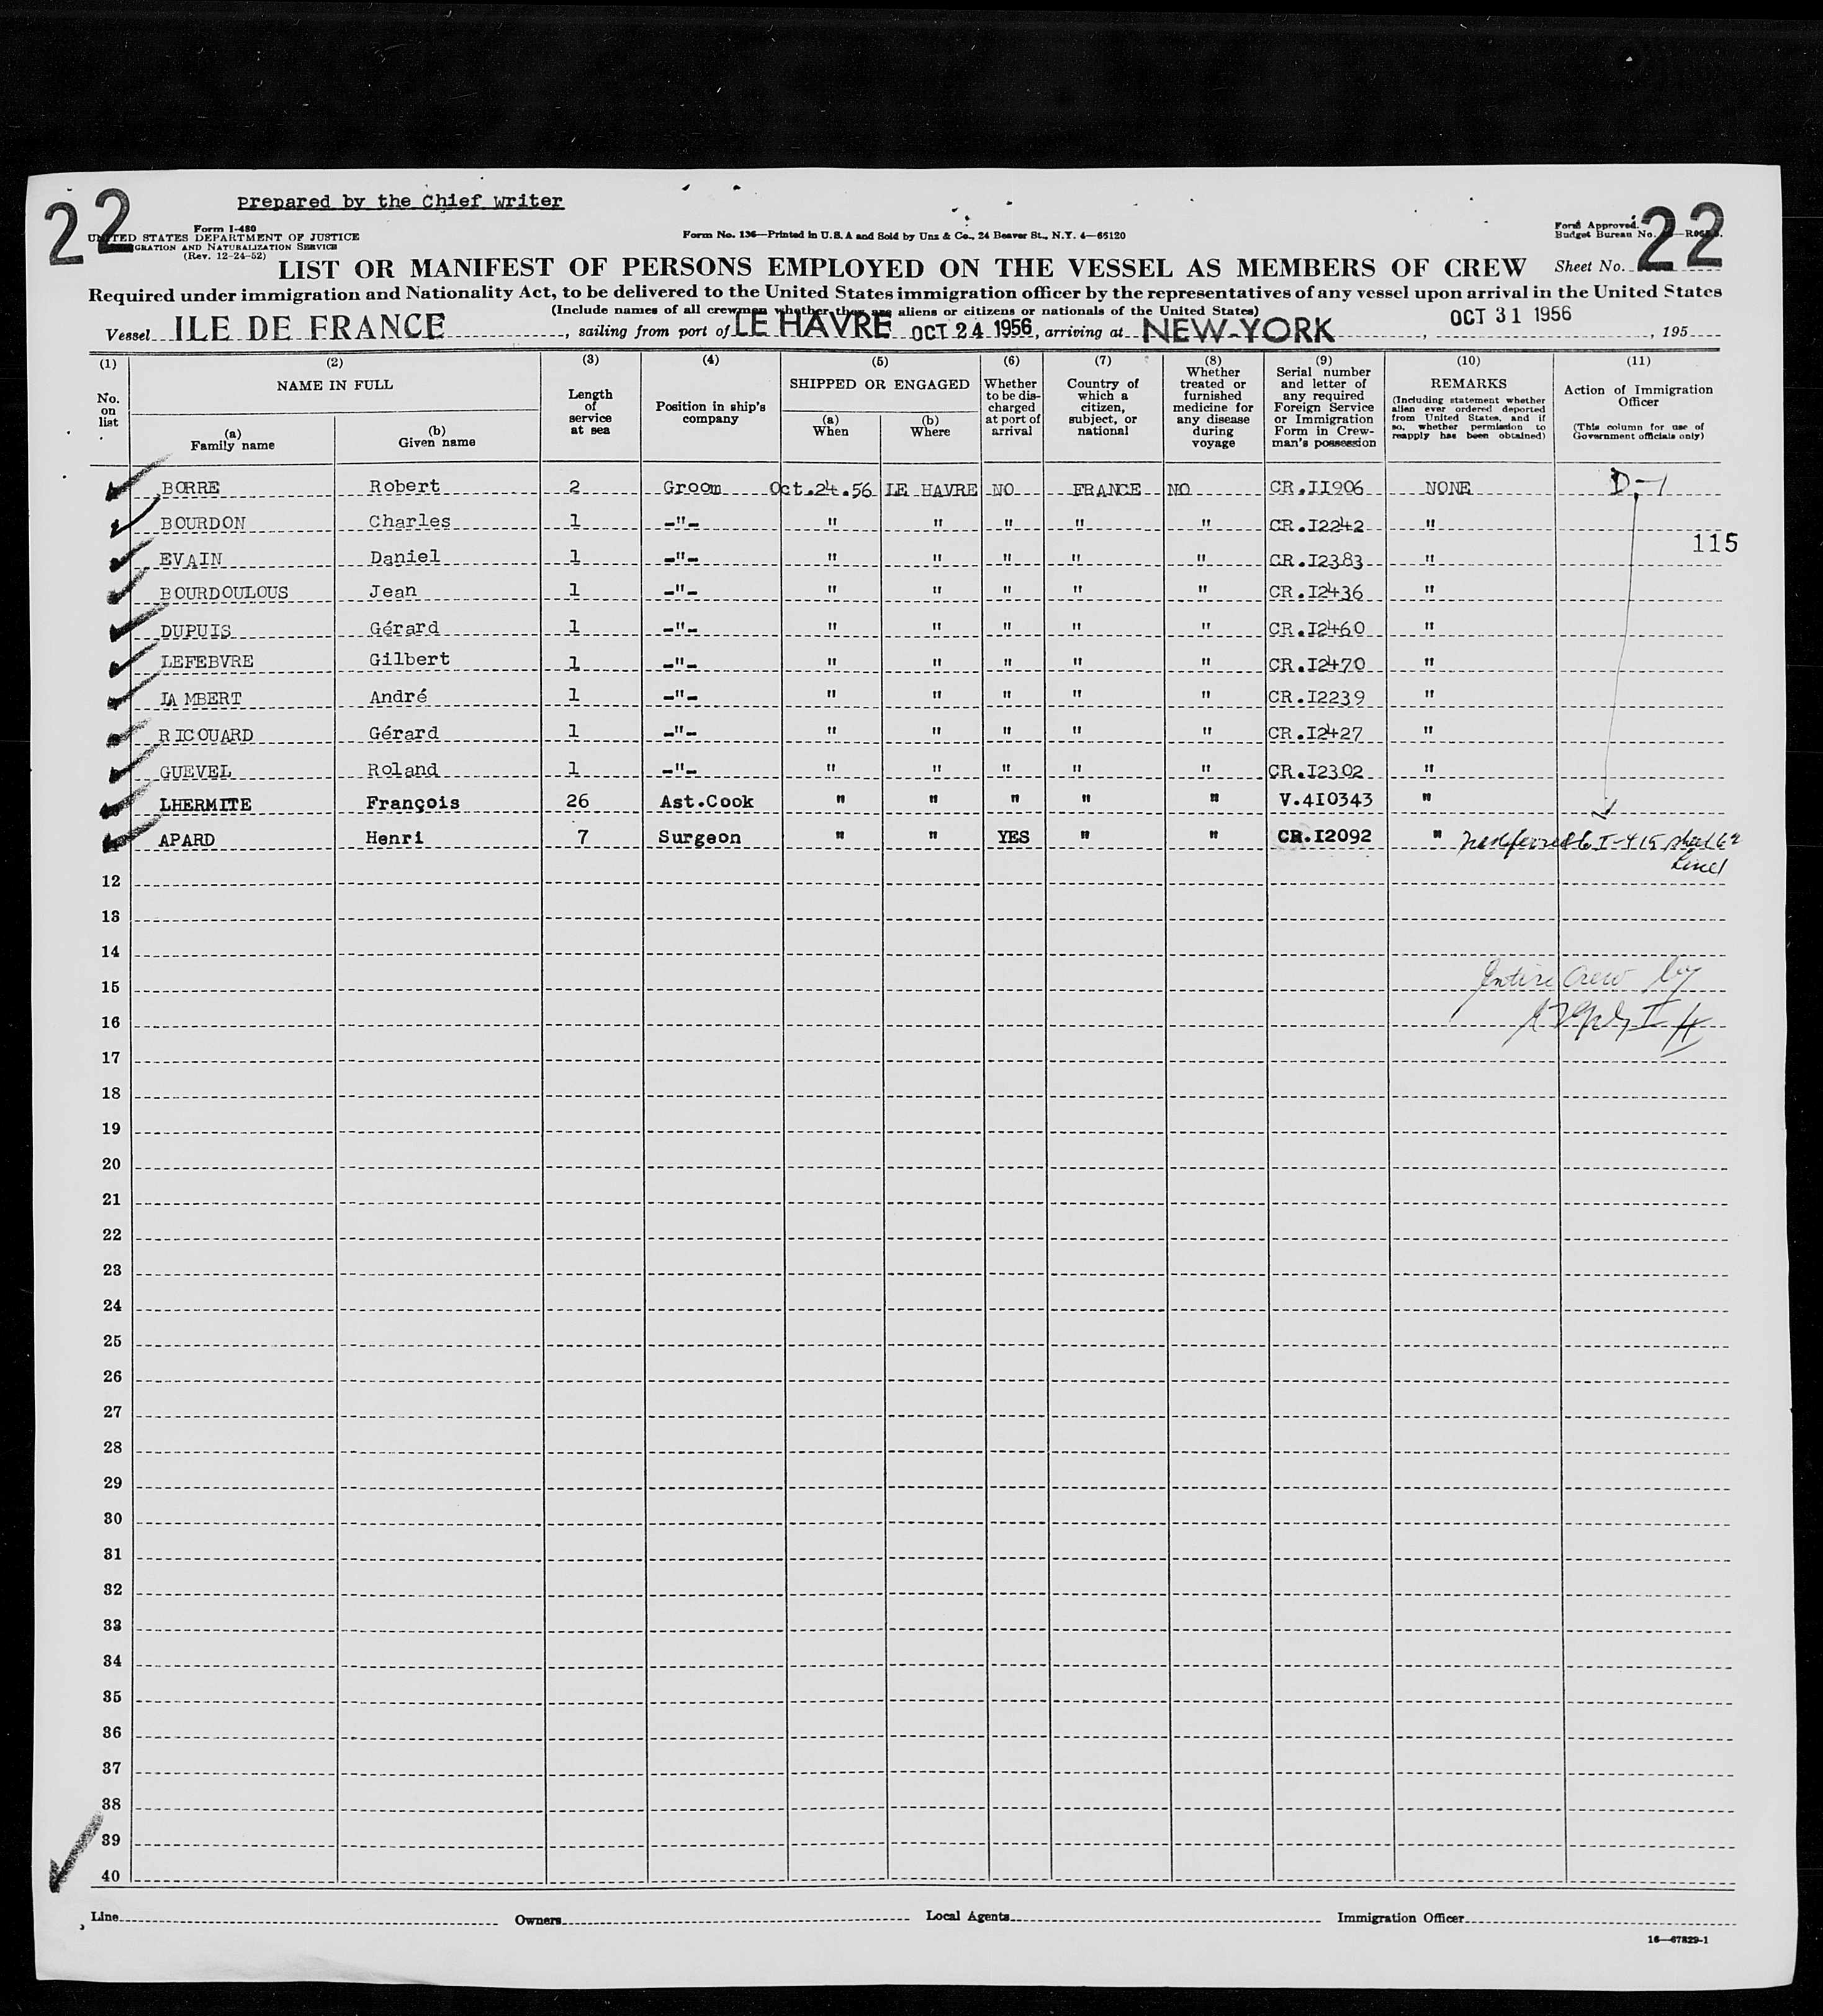 22
prepared by the Chief writer
22
Form I-480
UNITED STATES DEPARTMENT OF JUSTICE
GRATION AND NATURALIZATION SERVICE
(Rev. 12-24-52)
Form No. 136—Printed in U.S.A and Sold by Unz & Co., 24 Beaver St., N.Y. 4—65120
Form Approved.
Budget Bureau No.
LIST OR MANIFEST OF PERSONS EMPLOYED ON THE VESSEL AS MEMBERS OF CREW
Sheet No.
Required under immigration and Nationality Act, to be delivered to the United States immigration officer by the representatives of any vessel upon arrival in the United States
(Include names of all crewmen whether they are aliens or citizens or nationals of the United States)
Vessel ILE DE FRANCE, sailing from port of LE HAVRE OCT 24 1956, arriving at NEW-YORK, OCT 31 1956, 195
(1) (2) (3) (4) (5) (6) (7) (8) (9) (10) (11)
No. on list
NAME IN FULL
(a) Family name
(b) Given name
Length of service at sea
Position in ship's company
SHIPPED OR ENGAGED
(a) When
(b) Where
Whether to be discharged at port of arrival
Country of which a citizen, subject, or national
Whether treated or furnished medicine for any disease during voyage
Serial number and letter of any required Foreign Service or Immigration Form in Crewman's possession
REMARKS
(Including statement whether alien ever ordered deported from United States, and if so, whether permission to reapply has been obtained)
Action of Immigration Officer
(This column for use of Government officials only)
BORRE Robert 2 Groom Oct.24.56 LE HAVRE NO FRANCE NO CR.II906 NONE D-1
BOURDON Charles 1 -"- " " " " " CR.I2242 "
115
EVAIN Daniel 1 -"- " " " " " CR.I2383 "
BOURDOULOUS Jean 1 -"- " " " " " CR.I2436 "
DUPUIS Gérard 1 -"- " " " " " CR.I2460 "
LEFEBVRE Gilbert 1 -"- " " " " " CR.I2470 "
LAMBERT André 1 -"- " " " " " CR.I2239 "
RICOUARD Gérard 1 -"- " " " " " CR.I2427 "
GUEVEL Roland 1 -"- " " " " " CR.I2302 "
LHERMITE François 26 Ast.Cook " " " " " V.4I0343 "
APARD Henri 7 Surgeon " " YES " " CR.I2092 " I-415
Line 1
12
13
14
15
Entire Crew by
16
17
18
19
20
21
22
23
24
25
26
27
28
29
30
31
32
33
34
35
36
37
38
39
40
Line Owners Local Agents Immigration Officer
16—67829-1